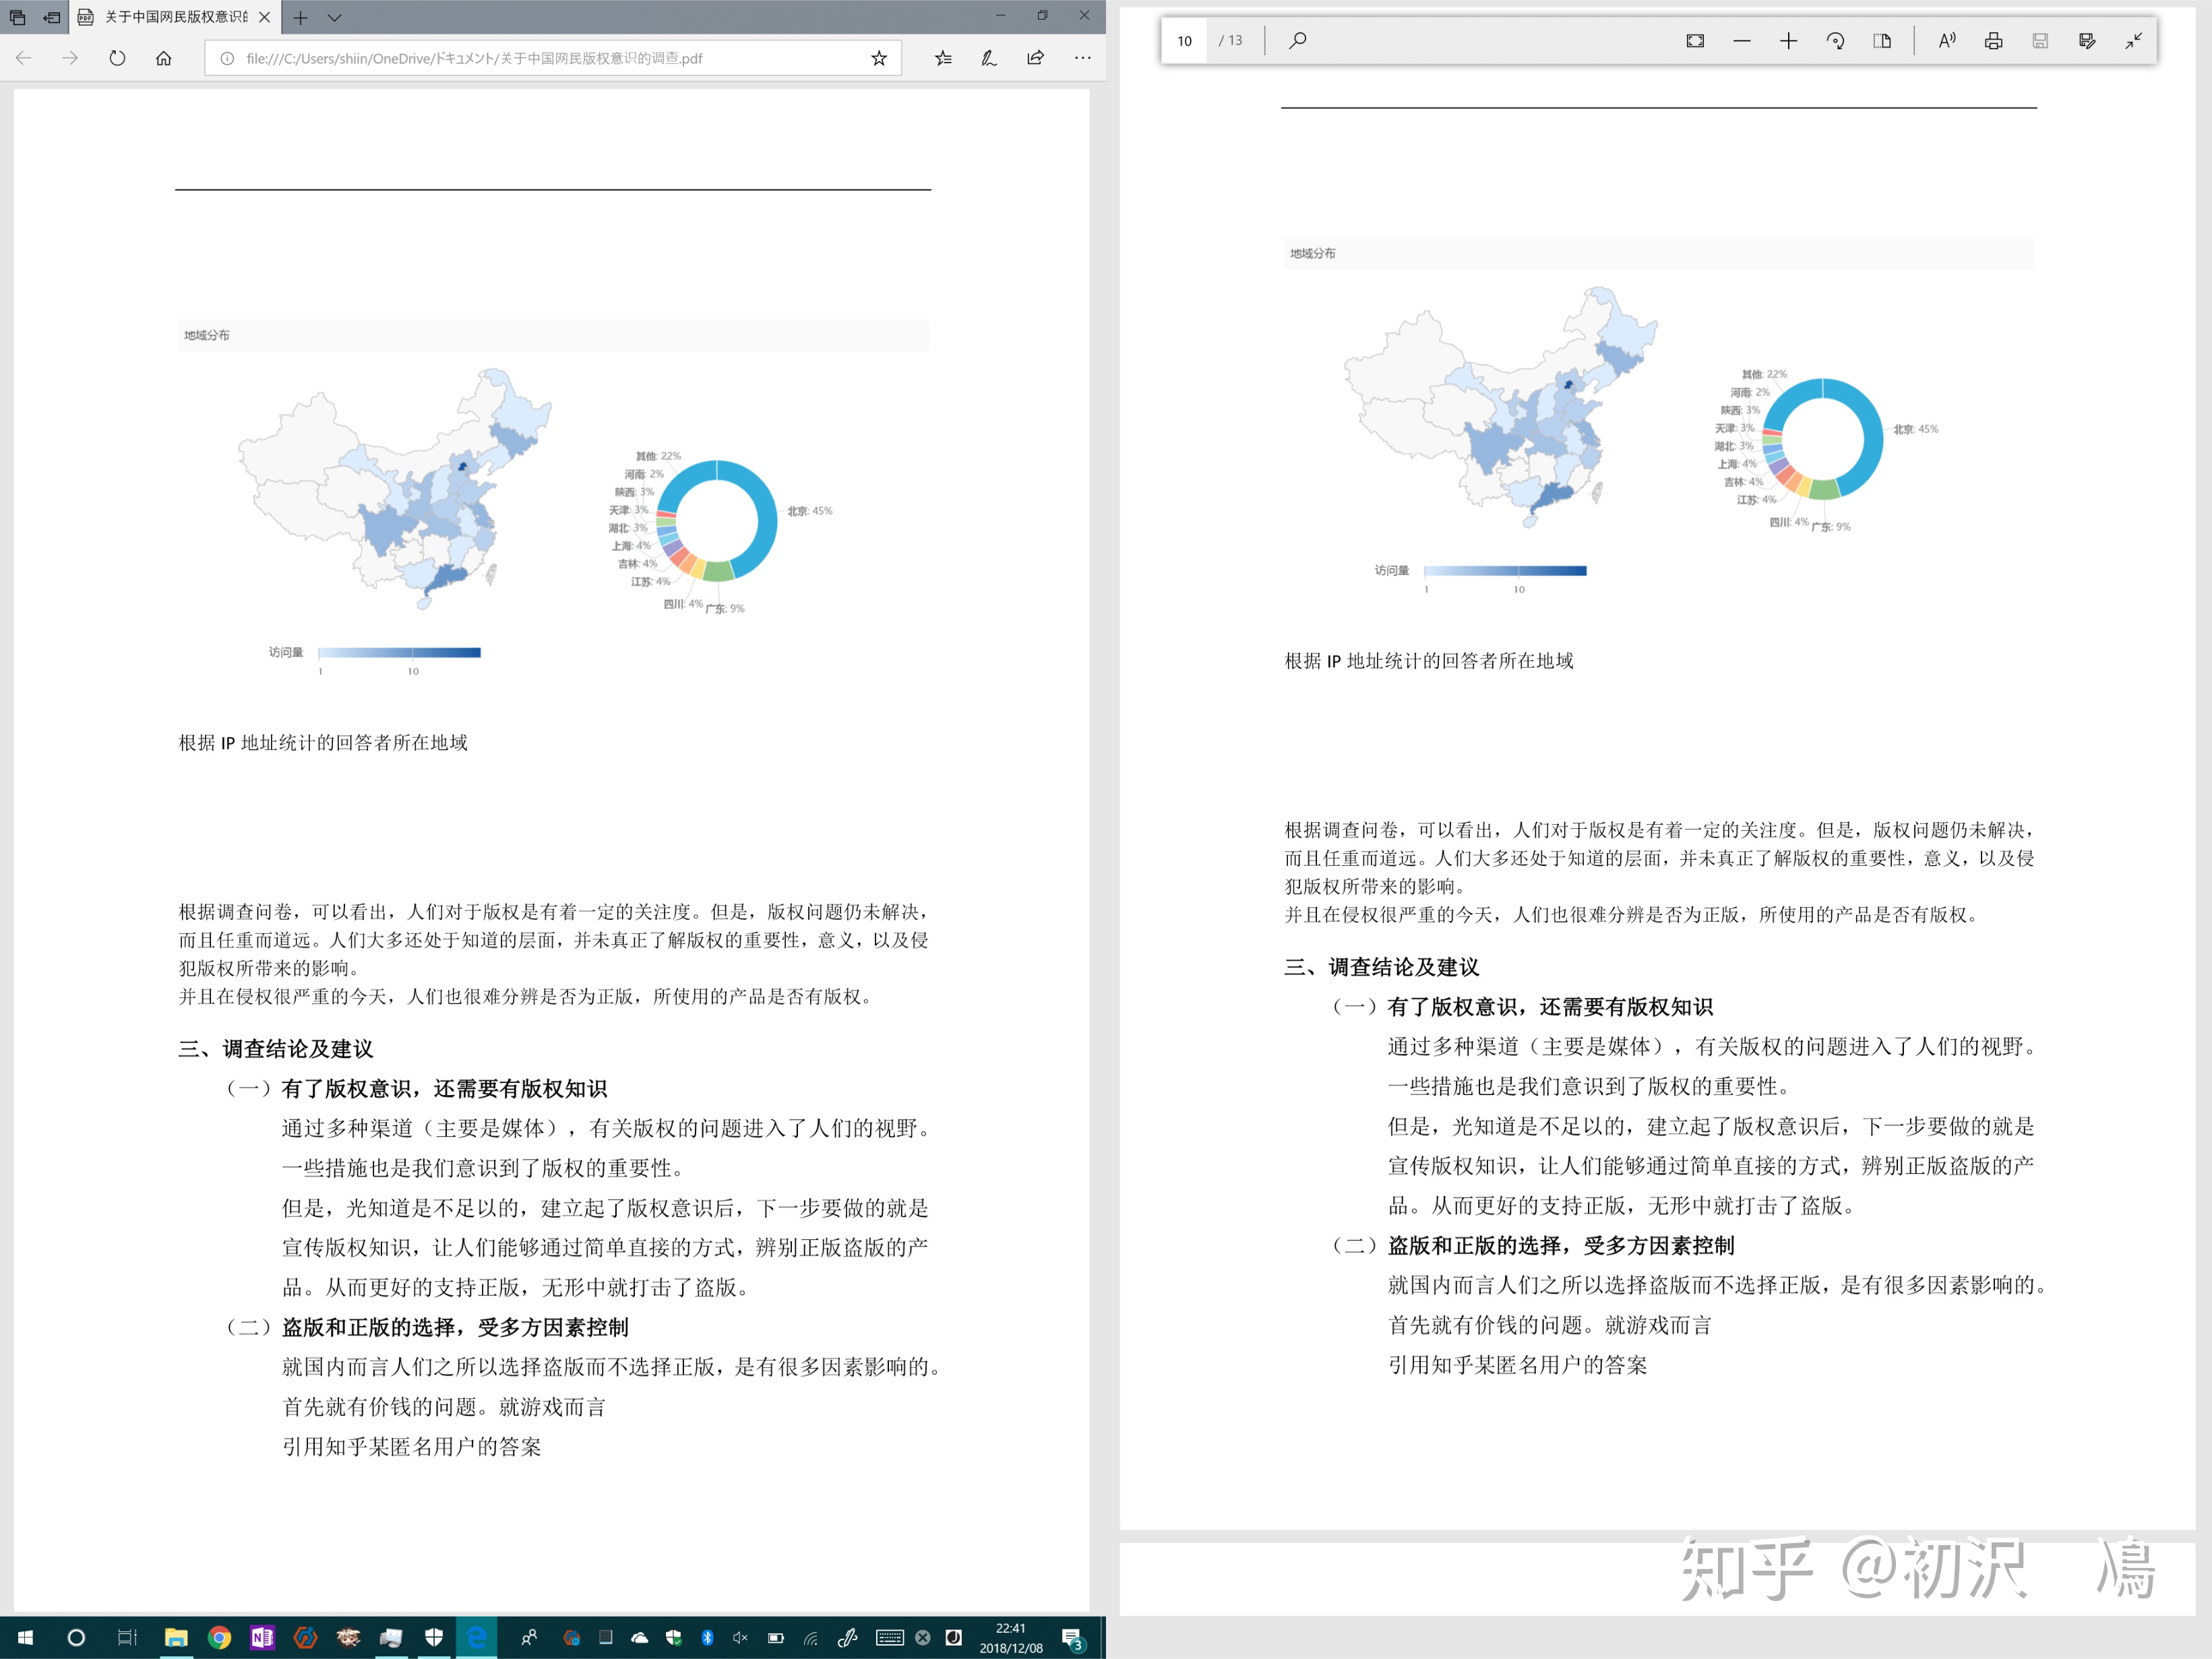 关于中国网民版权意识的
file:///C:/Users/shiin/OneDrive/ドキュメント/关于中国网民版权意识的调查.pdf
地域分布
其他: 22%
河南: 2%
陕西: 3%
天津: 3%
湖北: 3%
上海: 4%
吉林: 4%
江苏: 4%
四川: 4%
广东: 9%
北京: 45%
访问量
1
10
根据 IP 地址统计的回答者所在地域
根据调查问卷，可以看出，人们对于版权是有着一定的关注度。但是，版权问题仍未解决，
而且任重而道远。人们大多还处于知道的层面，并未真正了解版权的重要性，意义，以及侵
犯版权所带来的影响。
并且在侵权很严重的今天，人们也很难分辨是否为正版，所使用的产品是否有版权。
三、调查结论及建议
（一）有了版权意识，还需要有版权知识
通过多种渠道（主要是媒体），有关版权的问题进入了人们的视野。
一些措施也是我们意识到了版权的重要性。
但是，光知道是不足以的，建立起了版权意识后，下一步要做的就是
宣传版权知识，让人们能够通过简单直接的方式，辨别正版盗版的产
品。从而更好的支持正版，无形中就打击了盗版。
（二）盗版和正版的选择，受多方因素控制
就国内而言人们之所以选择盗版而不选择正版，是有很多因素影响的。
首先就有价钱的问题。就游戏而言
引用知乎某匿名用户的答案
22:41
2018/12/08
3
10 / 13
地域分布
其他: 22%
河南: 2%
陕西: 3%
天津: 3%
湖北: 3%
上海: 4%
吉林: 4%
江苏: 4%
四川: 4%
广东: 9%
北京: 45%
访问量
1
10
根据 IP 地址统计的回答者所在地域
根据调查问卷，可以看出，人们对于版权是有着一定的关注度。但是，版权问题仍未解决，
而且任重而道远。人们大多还处于知道的层面，并未真正了解版权的重要性，意义，以及侵
犯版权所带来的影响。
并且在侵权很严重的今天，人们也很难分辨是否为正版，所使用的产品是否有版权。
三、调查结论及建议
（一）有了版权意识，还需要有版权知识
通过多种渠道（主要是媒体），有关版权的问题进入了人们的视野。
一些措施也是我们意识到了版权的重要性。
但是，光知道是不足以的，建立起了版权意识后，下一步要做的就是
宣传版权知识，让人们能够通过简单直接的方式，辨别正版盗版的产
品。从而更好的支持正版，无形中就打击了盗版。
（二）盗版和正版的选择，受多方因素控制
就国内而言人们之所以选择盗版而不选择正版，是有很多因素影响的。
首先就有价钱的问题。就游戏而言
引用知乎某匿名用户的答案
知乎 @初沢